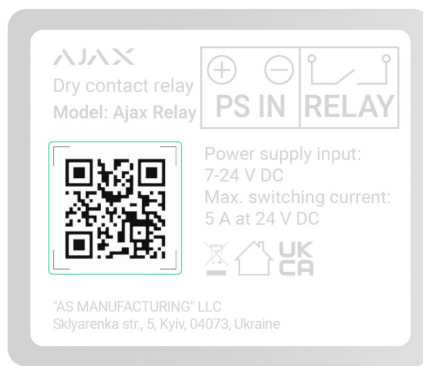 AJAX
Dry contact relay
Model: Ajax Relay
PS IN
RELAY
Power supply input:
7-24 V DC
Max. switching current:
5 A at 24 V DC
UK
CA
"AS MANUFACTURING" LLC
Sklyarenka str., 5, Kyiv, 04073, Ukraine